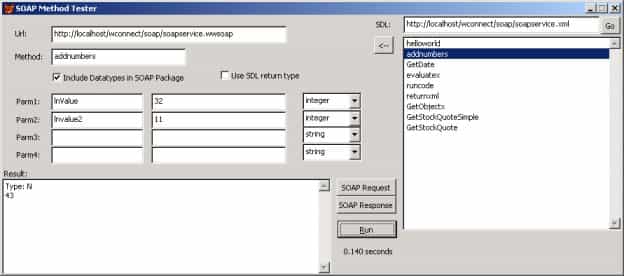 SOAP Method Tester
Url: http://localhost/wconnect/soap/soapservice.wwsoap
SDL: http://localhost/wconnect/soap/soapservice.xml Go
<--
Method: addnumbers
Include Datatypes in SOAP Package Use SDL return type
helloworld
addnumbers
GetDate
evaluatex
runcode
returnxml
GetObjectx
GetStockQuoteSimple
GetStockQuote
Parm1: lnValue 32 integer
Parm2: lnvalue2 11 integer
Parm3: string
Parm4: string
Result:
Type: N
43
SOAP Request
SOAP Response
Run
0.140 seconds